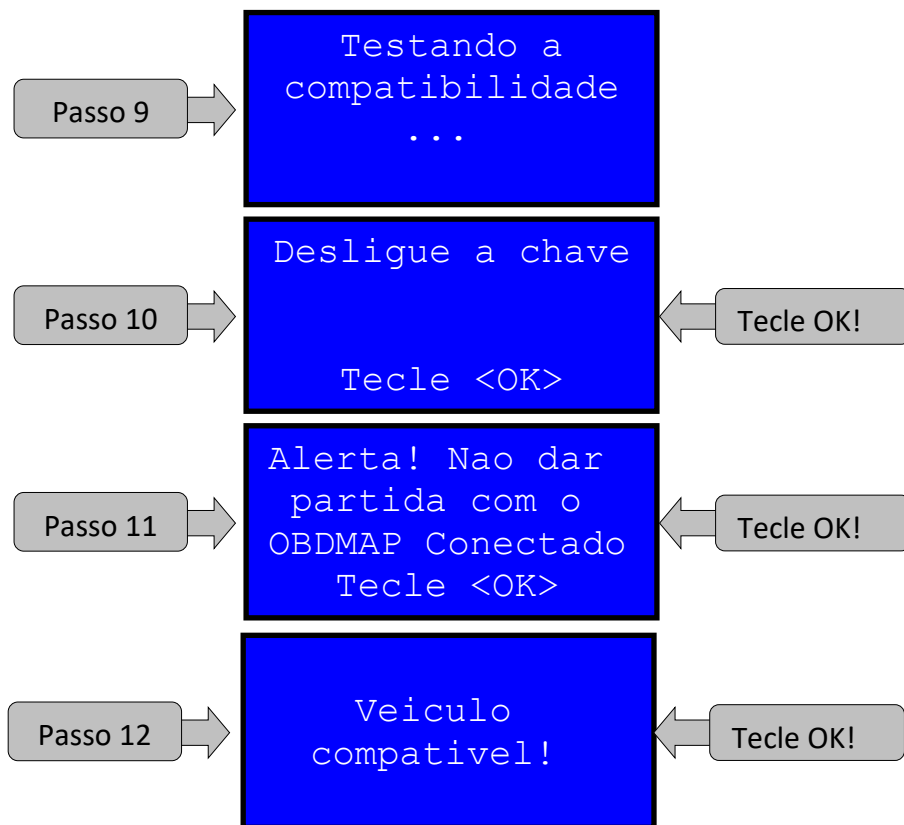 Passo 9
Testando a
compatibilidade
...
Passo 10
Desligue a chave
Tecle <OK>
Tecle OK!
Passo 11
Alerta! Nao dar
partida com o
OBDMAP Conectado
Tecle <OK>
Tecle OK!
Passo 12
Veiculo
compativel!
Tecle OK!